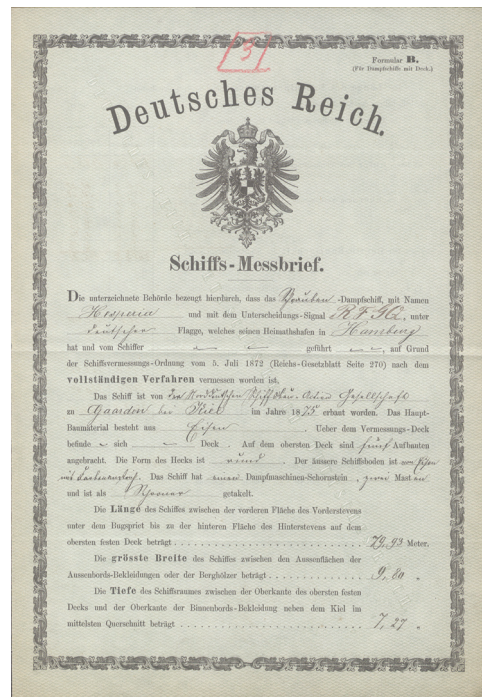 3
Formular B.
(Für Dampfschiffe mit Deck.)
Deutsches Reich.
Schiffs-Messbrief.
Die unterzeichnete Behörde bezeugt hierdurch, dass das Schrauben-Dampfschiff, mit Namen
Hesperia und mit dem Unterscheidungs-Signal, unter
deutscher Flagge, welches seinen Heimathshafen in Hamburg
hat und vom Schiffer — — geführt — —, auf Grund
der Schiffsvermessungs-Ordnung vom 5. Juli 1872 (Reichs-Gesetzblatt Seite 270) nach dem
vollständigen Verfahren vermessen worden ist.
Das Schiff ist von der Norddeutschen Schiffbau-Actien Gesellschaft
zu Gaarden bei Kiel im Jahre 1875 erbaut worden. Das Haupt-
Baumaterial besteht aus Eisen. Ueber dem Vermessungs-Deck
befinde — sich — Deck. Auf dem obersten Deck sind fünf Aufbauten
angebracht. Die Form des Hecks ist rund. Der äussere Schiffsboden ist von Eisen
mit. Das Schiff hat einen Dampfmaschinen-Schornstein, zwei Masten
und ist als Schooner getakelt.
Die Länge des Schiffes zwischen der vorderen Fläche des Vorderstevens
unter dem Bugspriet bis zu der hinteren Fläche des Hinterstevens auf dem
obersten festen Deck beträgt . . . . . . . . . . . . . . . . . . . . 79,93 Meter.
Die grösste Breite des Schiffes zwischen den Aussenflächen der
Aussenbords-Bekleidungen oder der Berghölzer beträgt . . . . . . . . . . . . 9,80 "
Die Tiefe des Schiffsraumes zwischen der Oberkante des obersten festen
Decks und der Oberkante der Binnenbords-Bekleidung neben dem Kiel im
mittelsten Querschnitt beträgt . . . . . . . . . . . . . . . . . . . . 7,27 "